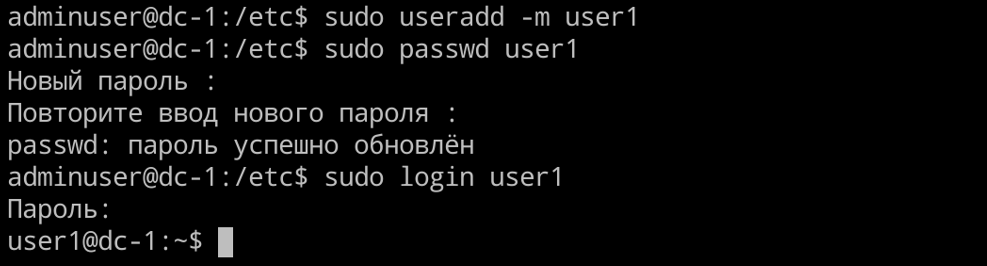 adminuser@dc-1:/etc$ sudo useradd -m user1
adminuser@dc-1:/etc$ sudo passwd user1
Новый пароль :
Повторите ввод нового пароля :
passwd: пароль успешно обновлён
adminuser@dc-1:/etc$ sudo login user1
Пароль:
user1@dc-1:~$